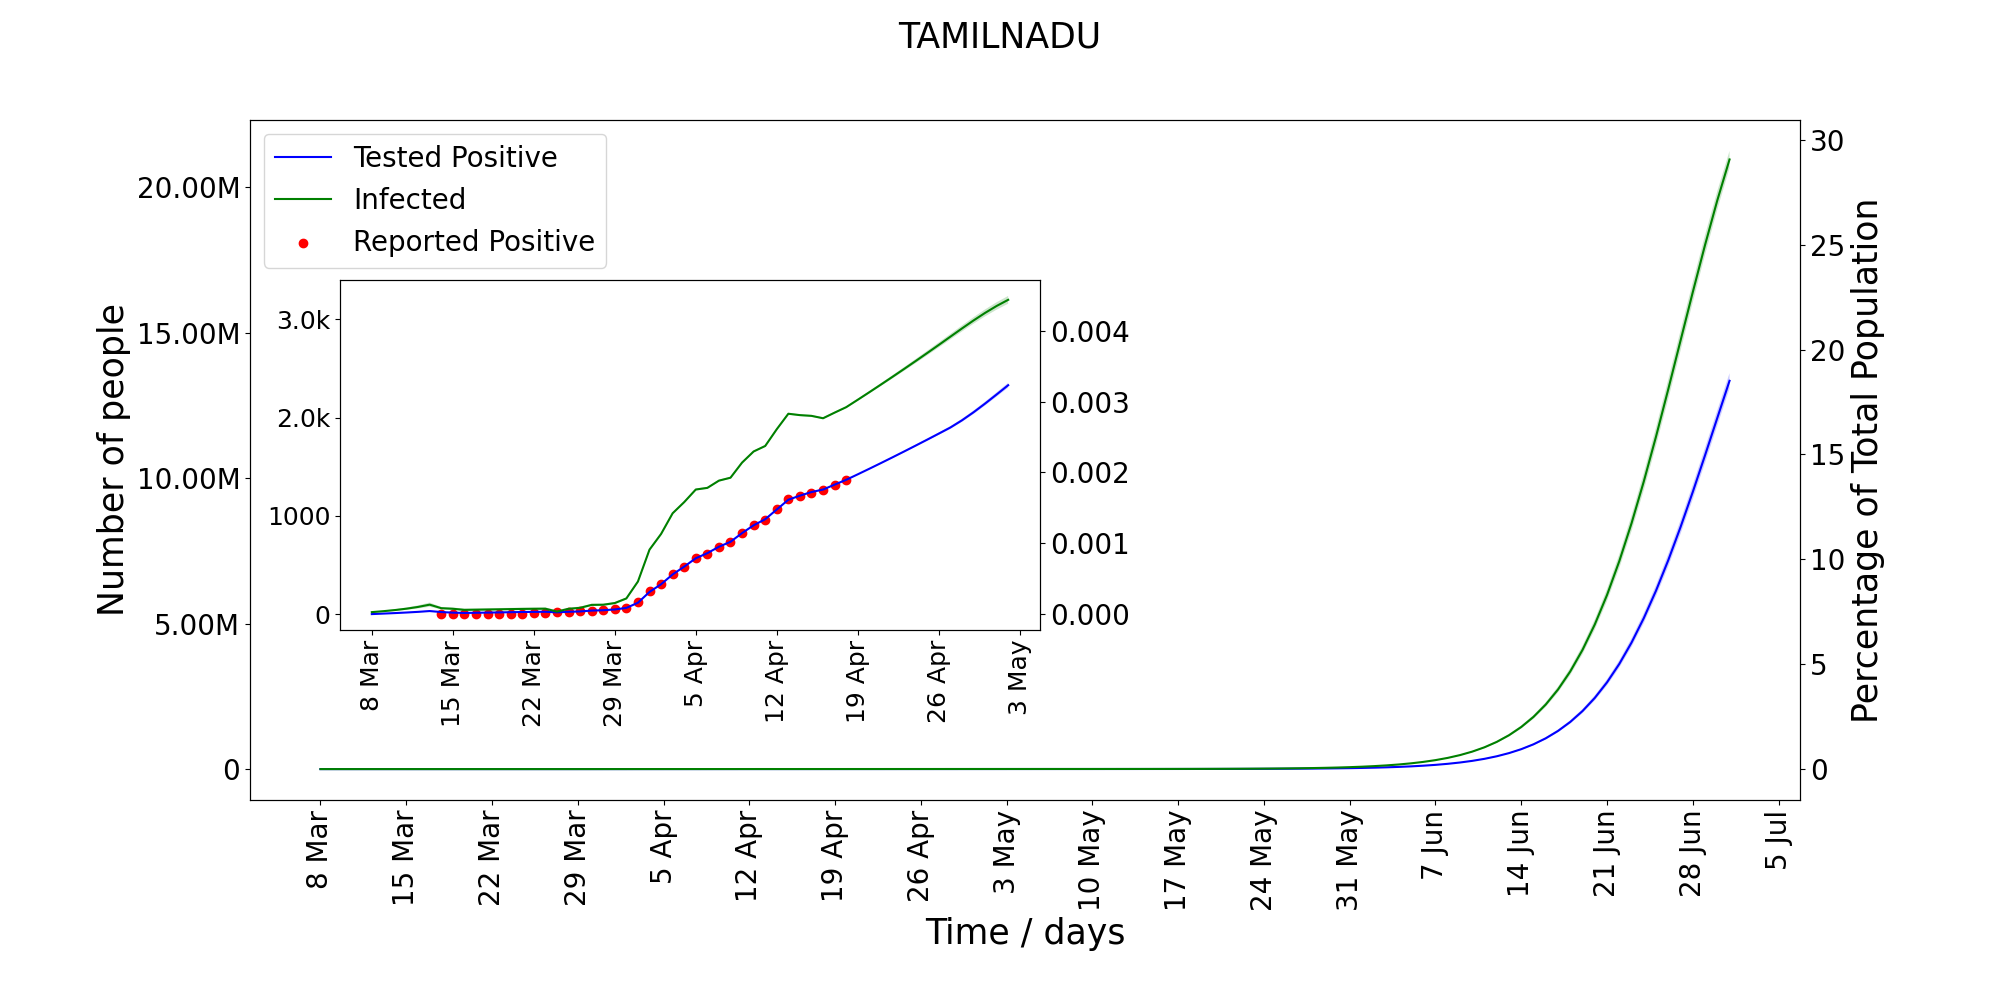 TAMILNADU
Tested Positive
Infected
Reported Positive
Number of people
20.00M
15.00M
10.00M
5.00M
0
30
25
20
15
10
5
0
Percentage of Total Population
3.0k
2.0k
1000
0
0.004
0.003
0.002
0.001
0.000
8 Mar
15 Mar
22 Mar
29 Mar
5 Apr
12 Apr
19 Apr
26 Apr
3 May
8 Mar
15 Mar
22 Mar
29 Mar
5 Apr
12 Apr
19 Apr
26 Apr
3 May
10 May
17 May
24 May
31 May
7 Jun
14 Jun
21 Jun
28 Jun
5 Jul
Time / days